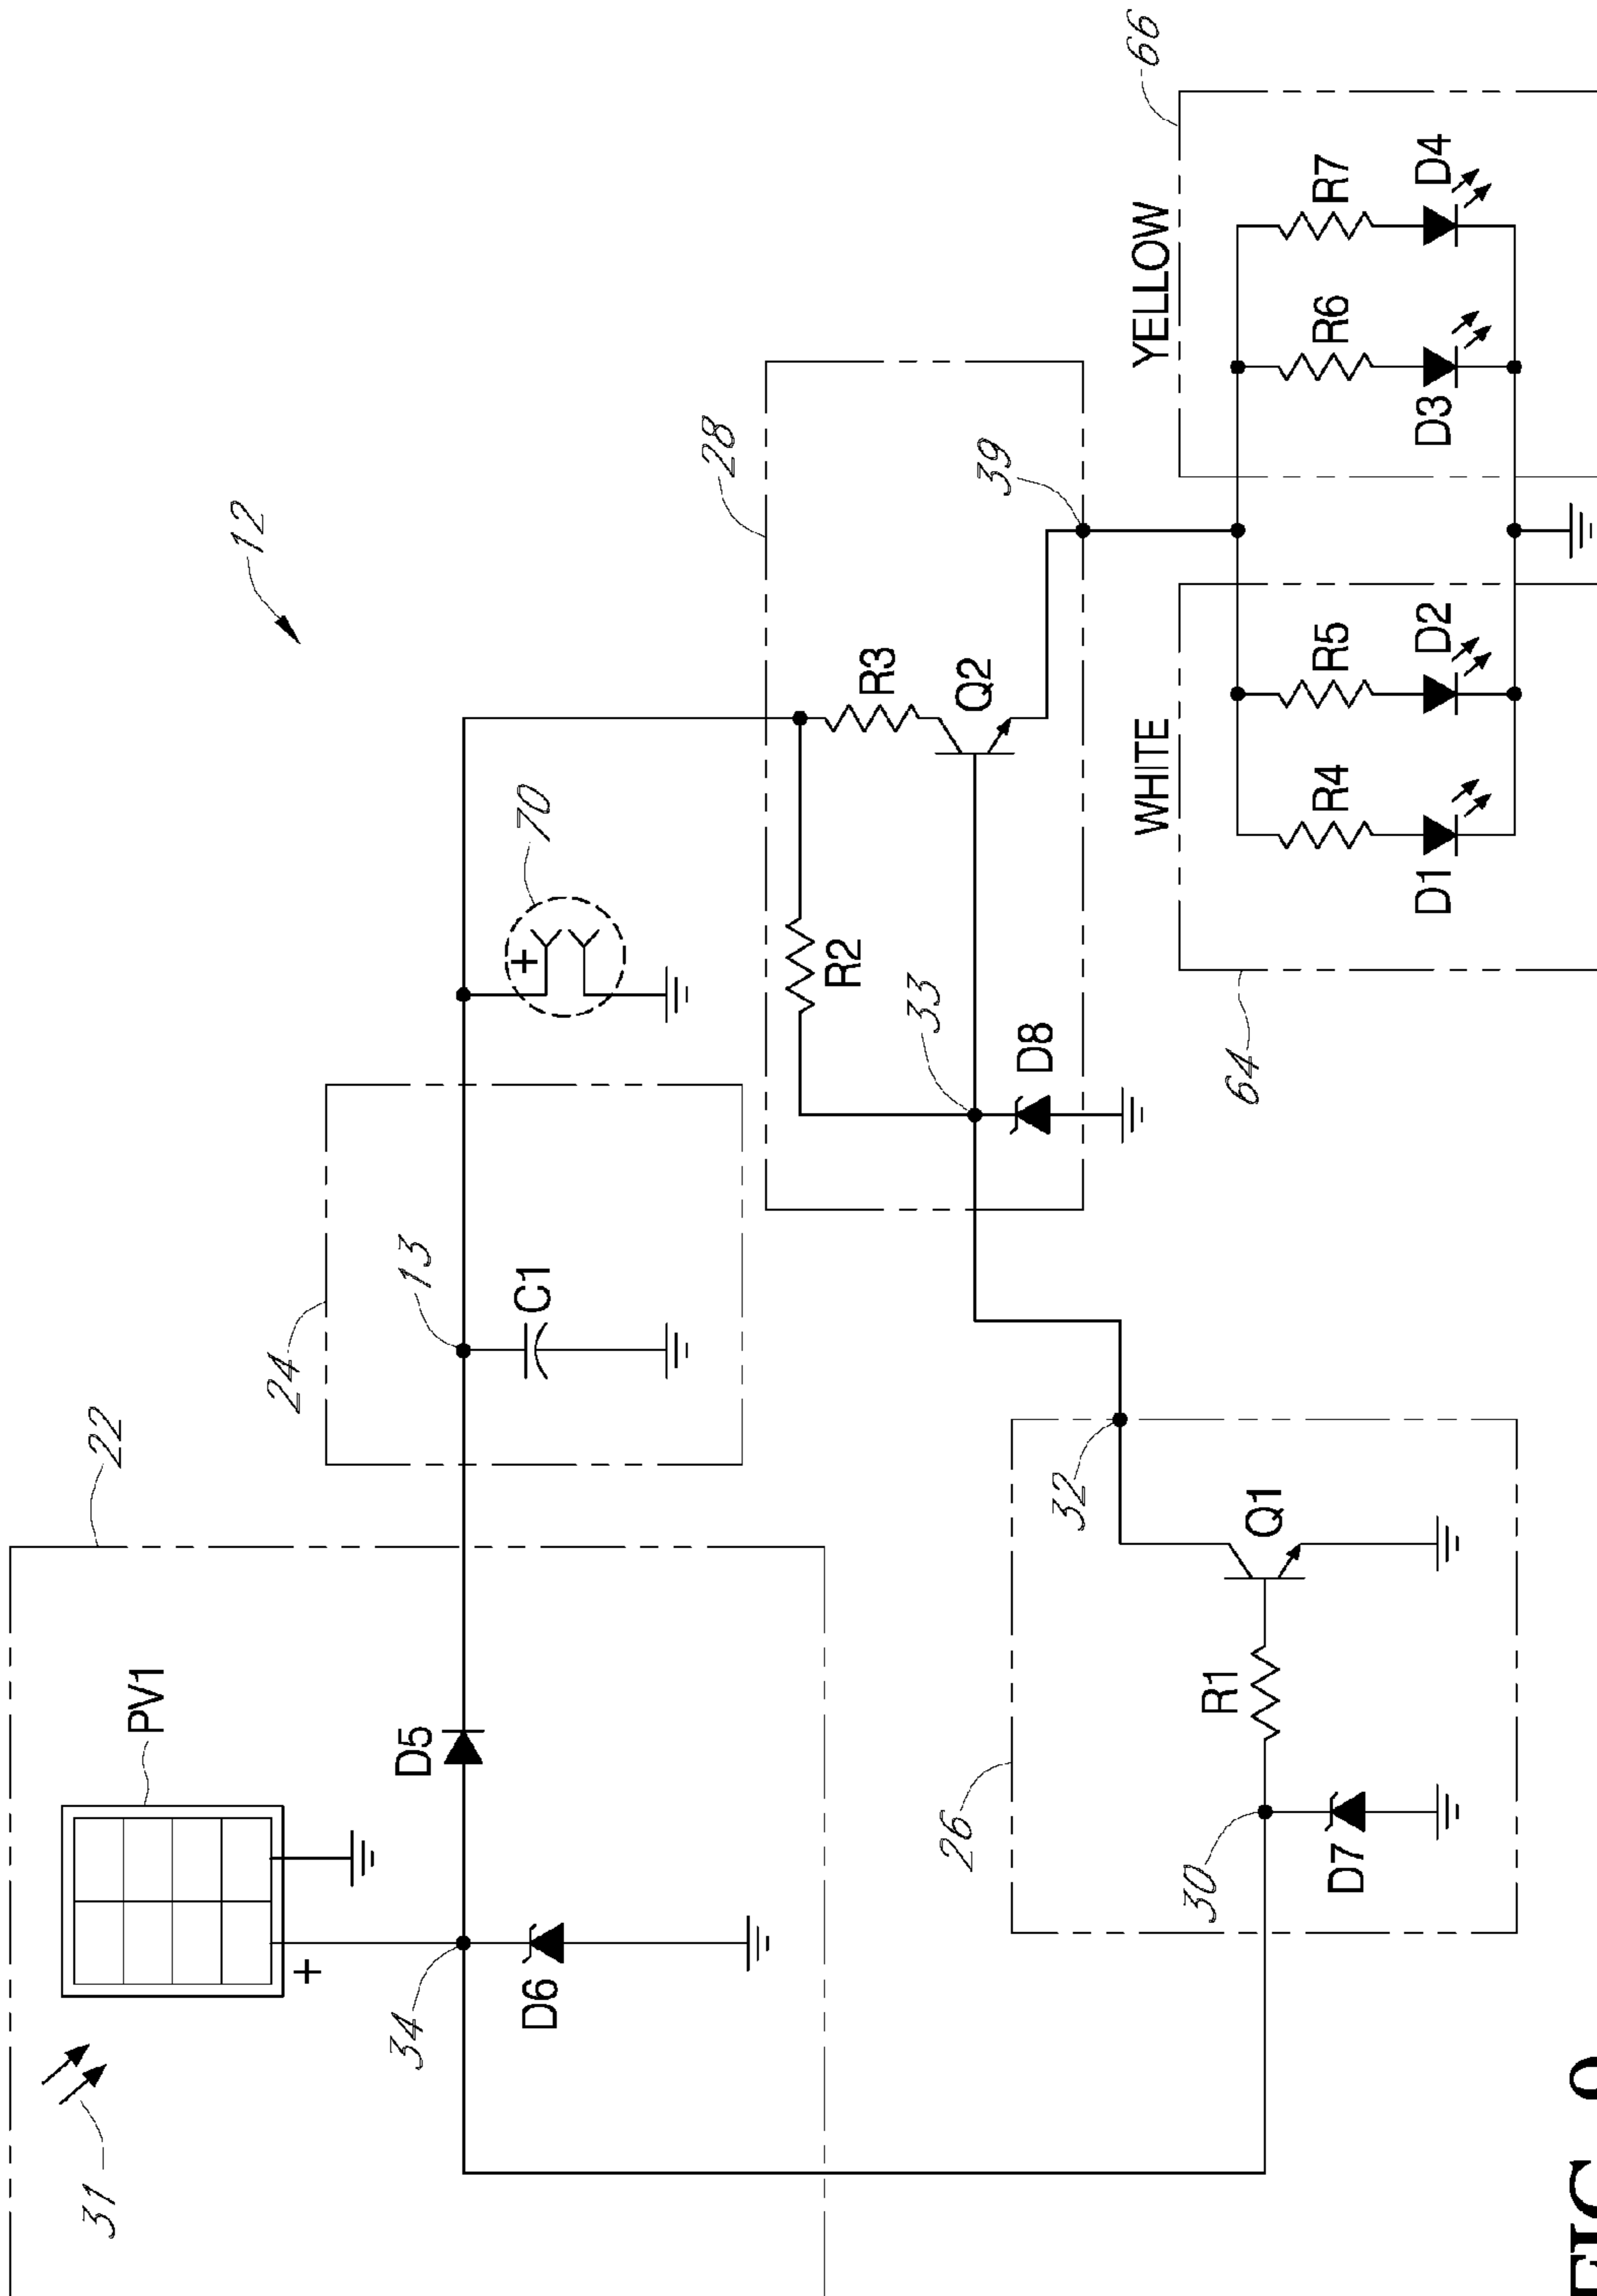 31
22
PV1
12
24
+
34
D5
13
D6
C1
+
70
28
R2
R3
33
26
Q2
39
D8
32
66
WHITE
YELLOW
30
R1
64
Q1
D7
R4
R5
R6
R7
D1
D2
D3
D4
FIG.